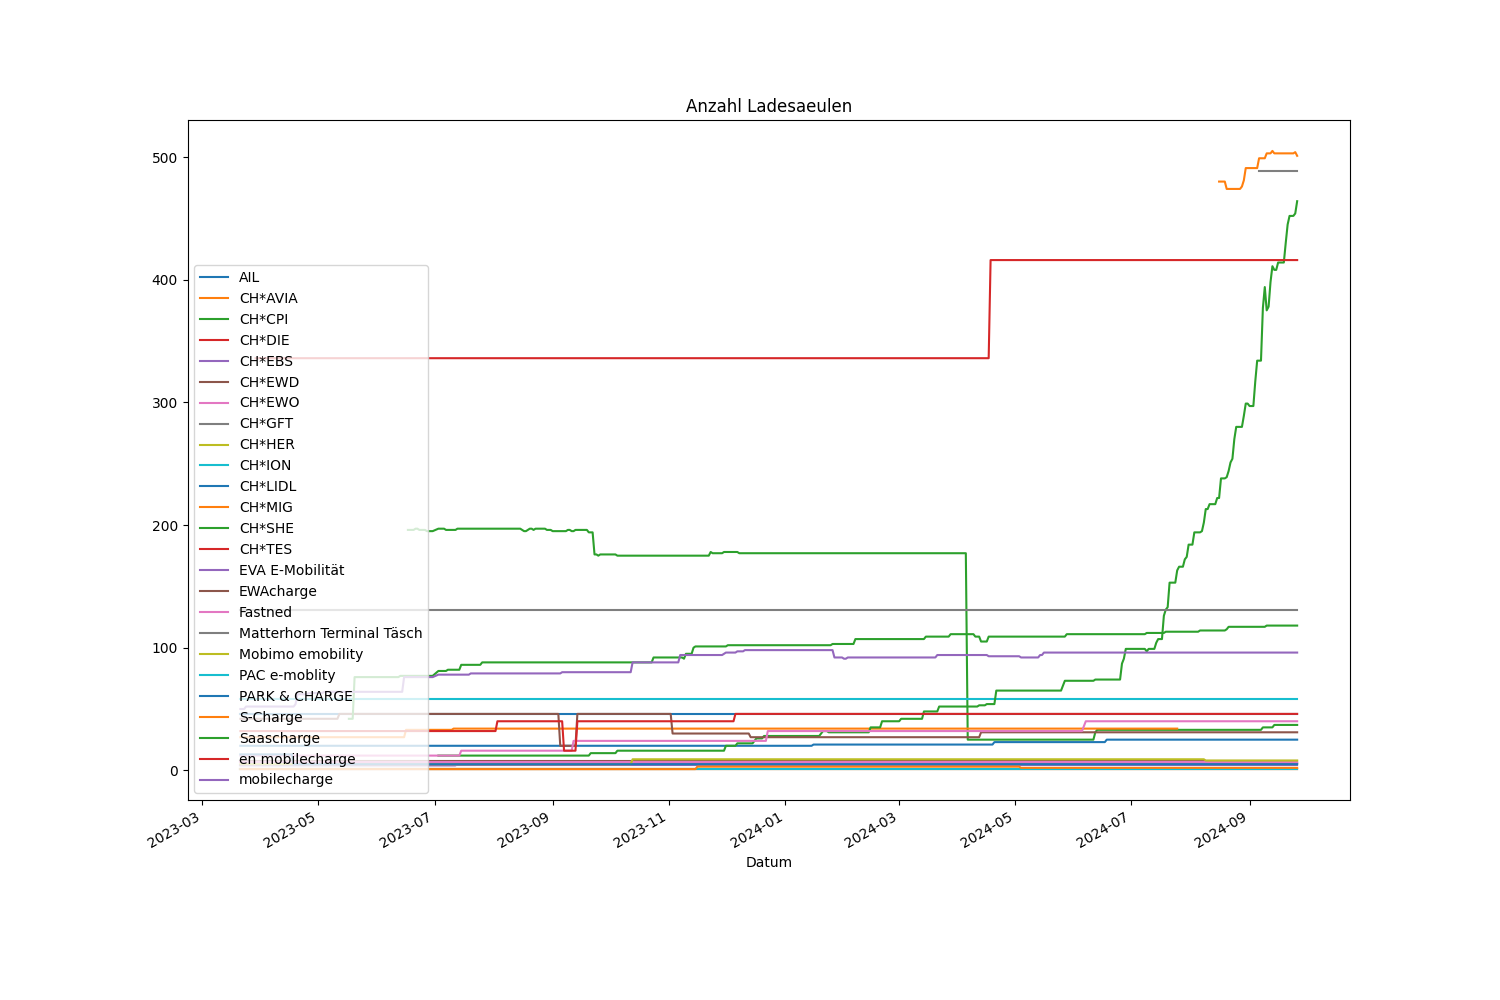 Anzahl Ladesaeulen
500
400
300
200
100
0
AIL
CH*AVIA
CH*CPI
CH*DIE
CH*EBS
CH*EWD
CH*EWO
CH*GFT
CH*HER
CH*ION
CH*LIDL
CH*MIG
CH*SHE
CH*TES
EVA E-Mobilität
EWAcharge
Fastned
Matterhorn Terminal Täsch
Mobimo emobility
PAC e-moblity
PARK & CHARGE
S-Charge
Saascharge
en mobilecharge
mobilecharge
2023-03
2023-05
2023-07
2023-09
2023-11
2024-01
2024-03
2024-05
2024-07
2024-09
Datum